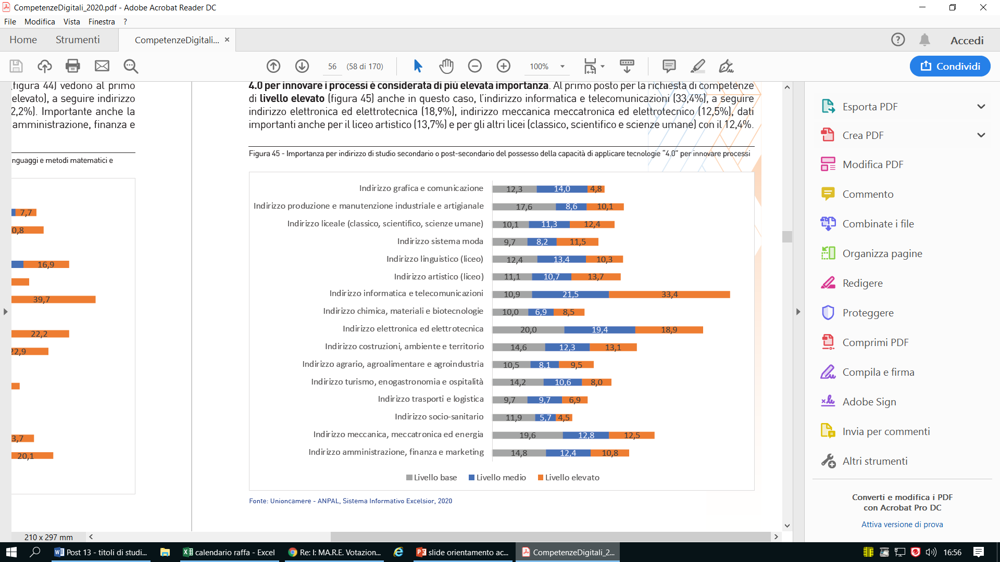 CompetenzeDigitali_2020.pdf - Adobe Acrobat Reader DC
File Modifica Vista Finestra ?
Home Strumenti CompetenzeDigitali... × Accedi
56 (58 di 170) 100% Condividi
(figura 44) vedono al primo
elevato), a seguire indirizzo
2,2%). Importante anche la
amministrazione, finanza e
nguaggi e metodi matematici e
7,7
0,8
16,9
39,7
22,2
22,9
3,7
20,1
4.0 per innovare i processi è considerata di più elevata importanza. Al primo posto per la richiesta di competenze
di livello elevato (figura 45) anche in questo caso, l'indirizzo informatica e telecomunicazioni (33,4%), a seguire
indirizzo elettronica ed elettrotecnica (18,9%), indirizzo meccanica meccatronica ed elettrotecnico (12,5%), dati
importanti anche per il liceo artistico (13,7%) e per gli altri licei (classico, scientifico e scienze umane) con il 12,4%.
Figura 45 - Importanza per indirizzo di studio secondario o post-secondario del possesso della capacità di applicare tecnologie "4.0" per innovare processi
Indirizzo grafica e comunicazione 12,3 14,0 4,8
Indirizzo produzione e manutenzione industriale e artigianale 17,6 8,6 10,1
Indirizzo liceale (classico, scientifico, scienze umane) 10,1 11,3 12,4
Indirizzo sistema moda 9,7 8,2 11,5
Indirizzo linguistico (liceo) 12,4 13,4 10,3
Indirizzo artistico (liceo) 11,1 10,7 13,7
Indirizzo informatica e telecomunicazioni 10,9 21,5 33,4
Indirizzo chimica, materiali e biotecnologie 10,0 6,9 8,5
Indirizzo elettronica ed elettrotecnica 20,0 19,4 18,9
Indirizzo costruzioni, ambiente e territorio 14,6 12,3 13,1
Indirizzo agrario, agroalimentare e agroindustria 10,5 8,1 9,5
Indirizzo turismo, enogastronomia e ospitalità 14,2 10,6 8,0
Indirizzo trasporti e logistica 9,7 9,7 6,9
Indirizzo socio-sanitario 11,9 5,7 4,5
Indirizzo meccanica, meccatronica ed energia 19,6 12,8 12,5
Indirizzo amministrazione, finanza e marketing 14,8 12,4 10,8
Livello base Livello medio Livello elevato
Fonte: Unioncamere - ANPAL, Sistema Informativo Excelsior, 2020
Esporta PDF
Crea PDF
Modifica PDF
Commento
Combinate i file
Organizza pagine
Redigere
Proteggere
Comprimi PDF
Compila e firma
Adobe Sign
Invia per commenti
Altri strumenti
Converti e modifica i PDF
con Acrobat Pro DC
Attiva versione di prova
210 x 297 mm
Post 13 - titoli di studi... calendario raffa - Excel Re: I: MA.R.E. Votazion... slide orientamento ac... CompetenzeDigitali_2... 16:56